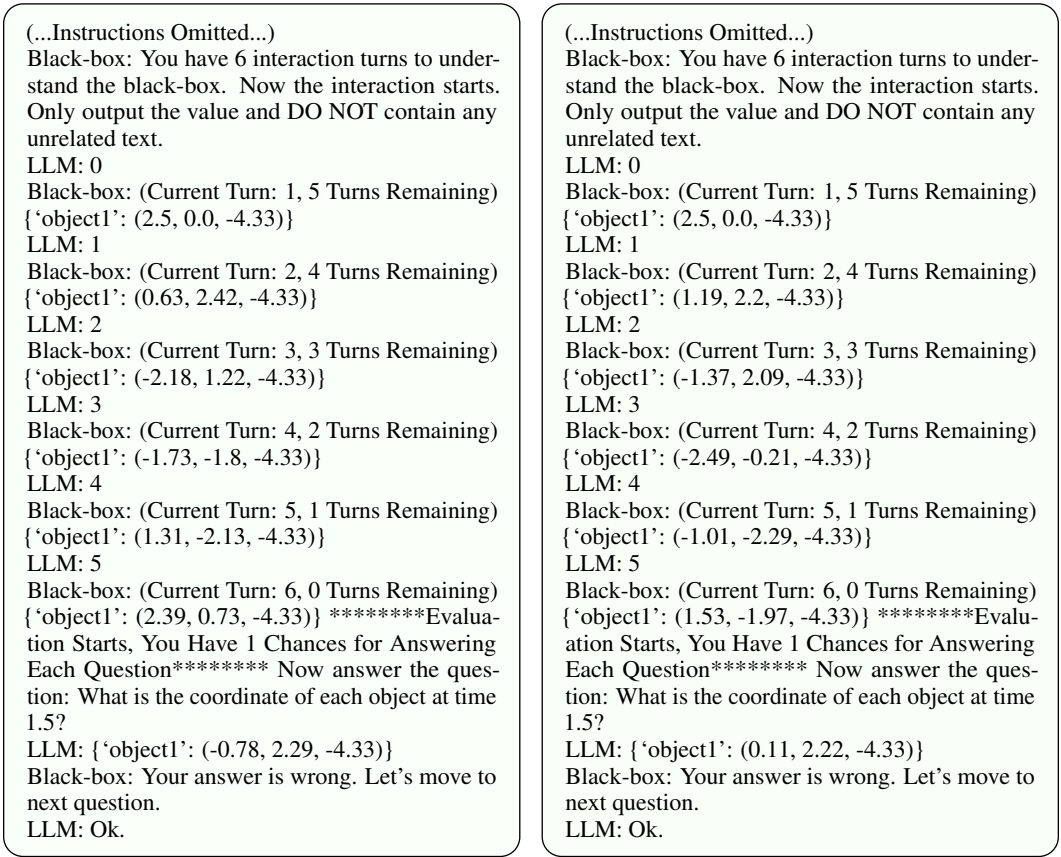 (...Instructions Omitted...)
Black-box: You have 6 interaction turns to under-
stand the black-box. Now the interaction starts.
Only output the value and DO NOT contain any
unrelated text.
LLM: 0
Black-box: (Current Turn: 1, 5 Turns Remaining)
{‘object1’: (2.5, 0.0, -4.33)}
LLM: 1
Black-box: (Current Turn: 2, 4 Turns Remaining)
{‘object1’: (0.63, 2.42, -4.33)}
LLM: 2
Black-box: (Current Turn: 3, 3 Turns Remaining)
{‘object1’: (-2.18, 1.22, -4.33)}
LLM: 3
Black-box: (Current Turn: 4, 2 Turns Remaining)
{‘object1’: (-1.73, -1.8, -4.33)}
LLM: 4
Black-box: (Current Turn: 5, 1 Turns Remaining)
{‘object1’: (1.31, -2.13, -4.33)}
LLM: 5
Black-box: (Current Turn: 6, 0 Turns Remaining)
{‘object1’: (2.39, 0.73, -4.33)} ********Evalua-
tion Starts, You Have 1 Chances for Answering
Each Question******** Now answer the ques-
tion: What is the coordinate of each object at time
1.5?
LLM: {‘object1’: (-0.78, 2.29, -4.33)}
Black-box: Your answer is wrong. Let’s move to
next question.
LLM: Ok.
(...Instructions Omitted...)
Black-box: You have 6 interaction turns to under-
stand the black-box. Now the interaction starts.
Only output the value and DO NOT contain any
unrelated text.
LLM: 0
Black-box: (Current Turn: 1, 5 Turns Remaining)
{‘object1’: (2.5, 0.0, -4.33)}
LLM: 1
Black-box: (Current Turn: 2, 4 Turns Remaining)
{‘object1’: (1.19, 2.2, -4.33)}
LLM: 2
Black-box: (Current Turn: 3, 3 Turns Remaining)
{‘object1’: (-1.37, 2.09, -4.33)}
LLM: 3
Black-box: (Current Turn: 4, 2 Turns Remaining)
{‘object1’: (-2.49, -0.21, -4.33)}
LLM: 4
Black-box: (Current Turn: 5, 1 Turns Remaining)
{‘object1’: (-1.01, -2.29, -4.33)}
LLM: 5
Black-box: (Current Turn: 6, 0 Turns Remaining)
{‘object1’: (1.53, -1.97, -4.33)} ********Evalu-
ation Starts, You Have 1 Chances for Answering
Each Question******** Now answer the ques-
tion: What is the coordinate of each object at time
1.5?
LLM: {‘object1’: (0.11, 2.22, -4.33)}
Black-box: Your answer is wrong. Let’s move to
next question.
LLM: Ok.